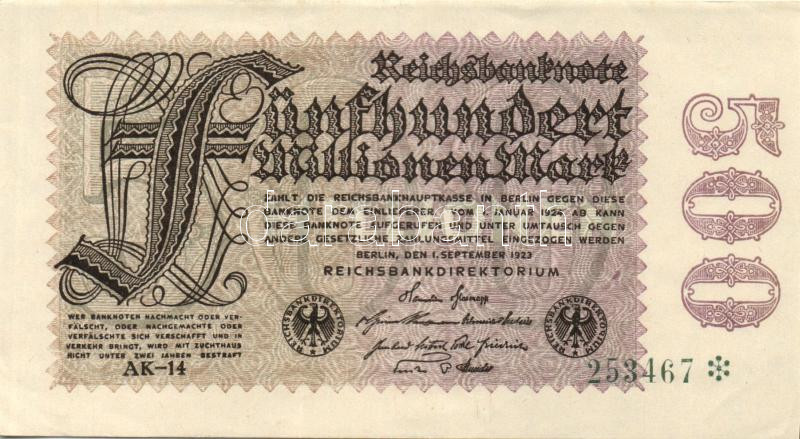 Reichsbanknote
Fünfhundert
Millionen Mark
ZAHLT DIE REICHSBANKHAUPTKASSE IN BERLIN GEGEN DIESE
BANKNOTE DEM EINLIEFERER. VOM 1. JANUAR 1924 AB KANN
DIESE BANKNOTE AUFGERUFEN UND UNTER UMTAUSCH GEGEN
ANDERE GESETZLICHE ZAHLUNGSMITTEL EINGEZOGEN WERDEN
BERLIN, DEN 1. SEPTEMBER 1923
REICHSBANKDIREKTORIUM
WER BANKNOTEN NACHMACHT ODER VER-
FÄLSCHT, ODER NACHGEMACHTE ODER
VERFÄLSCHTE SICH VERSCHAFFT UND IN
VERKEHR BRINGT, WIRD MIT ZUCHTHAUS
NICHT UNTER ZWEI JAHREN BESTRAFT
AK-14
REICHSBANKDIREKTORIUM
REICHSBANKDIREKTORIUM
253467 *
500